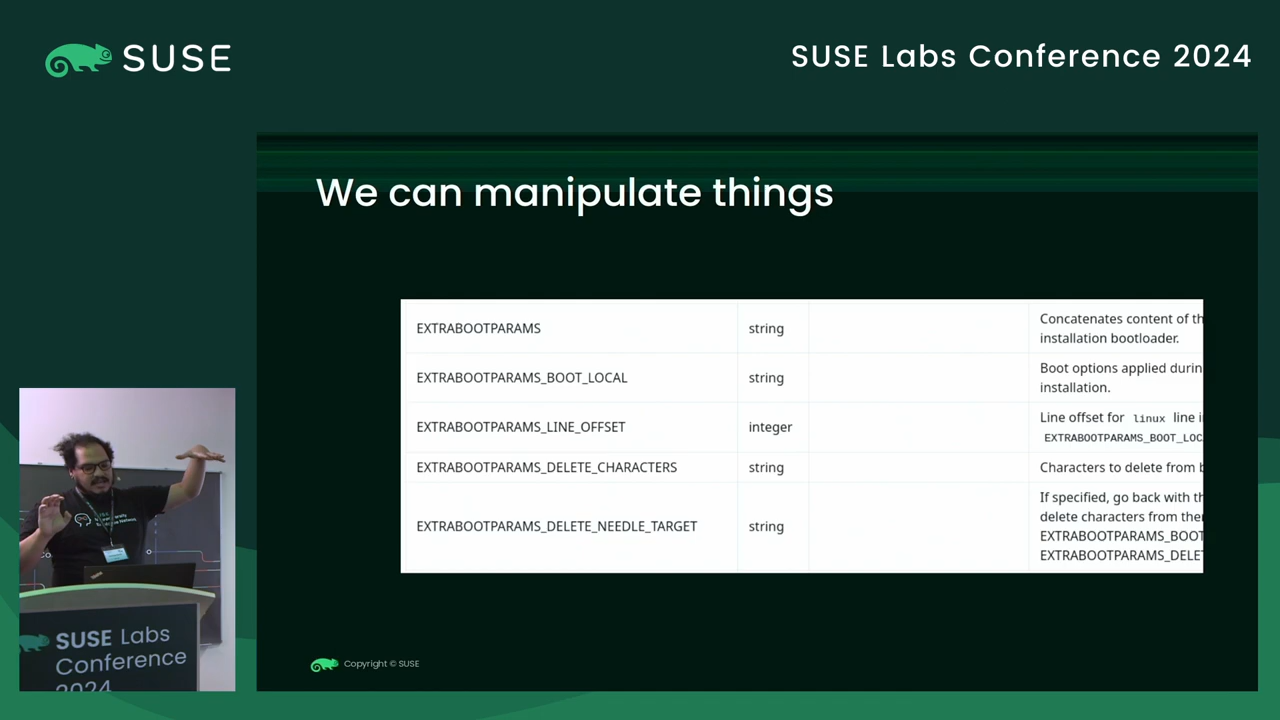 SUSE
SUSE Labs Conference 2024
We can manipulate things
EXTRABOOTPARAMS string Concatenates content of th
installation bootloader.
EXTRABOOTPARAMS_BOOT_LOCAL string Boot options applied durin
installation.
EXTRABOOTPARAMS_LINE_OFFSET integer Line offset for linux line i
EXTRABOOTPARAMS_BOOT_LOC
EXTRABOOTPARAMS_DELETE_CHARACTERS string Characters to delete from b
EXTRABOOTPARAMS_DELETE_NEEDLE_TARGET string If specified, go back with th
delete characters from ther
EXTRABOOTPARAMS_BOOT
EXTRABOOTPARAMS_DELET
Copyright © SUSE
SUSE Labs
Conference
2024